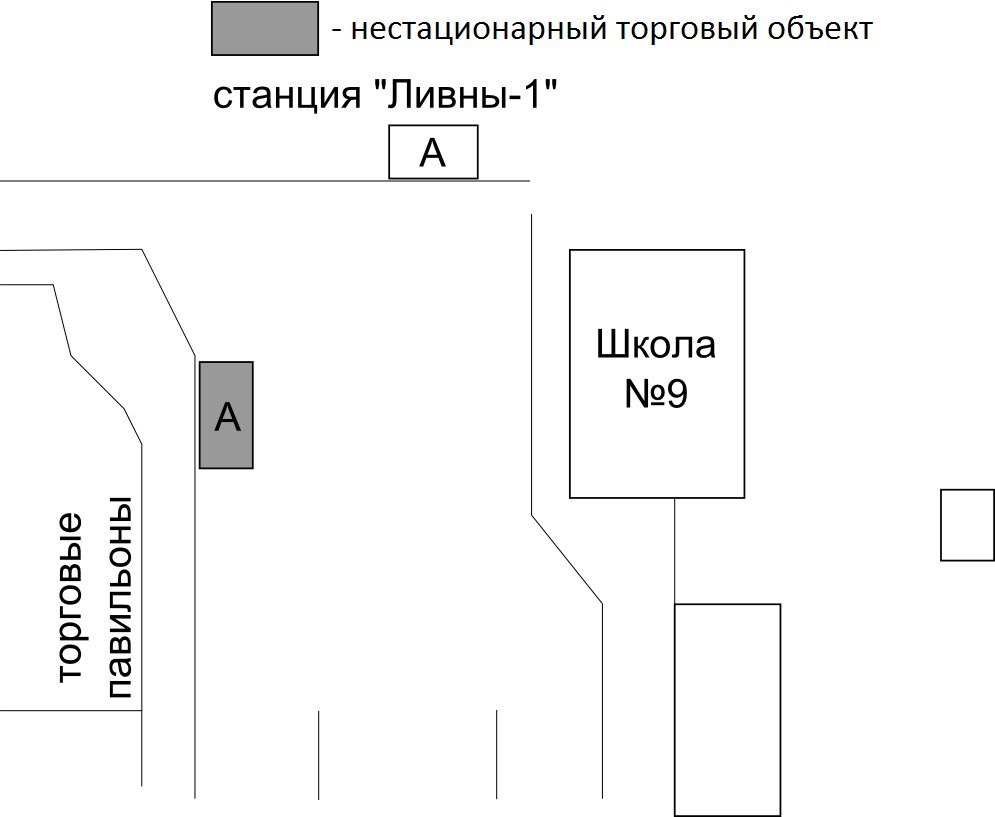 - нестационарный торговый объект
станция "Ливны-1"
А
Школа
№9
А
торговые
павильоны